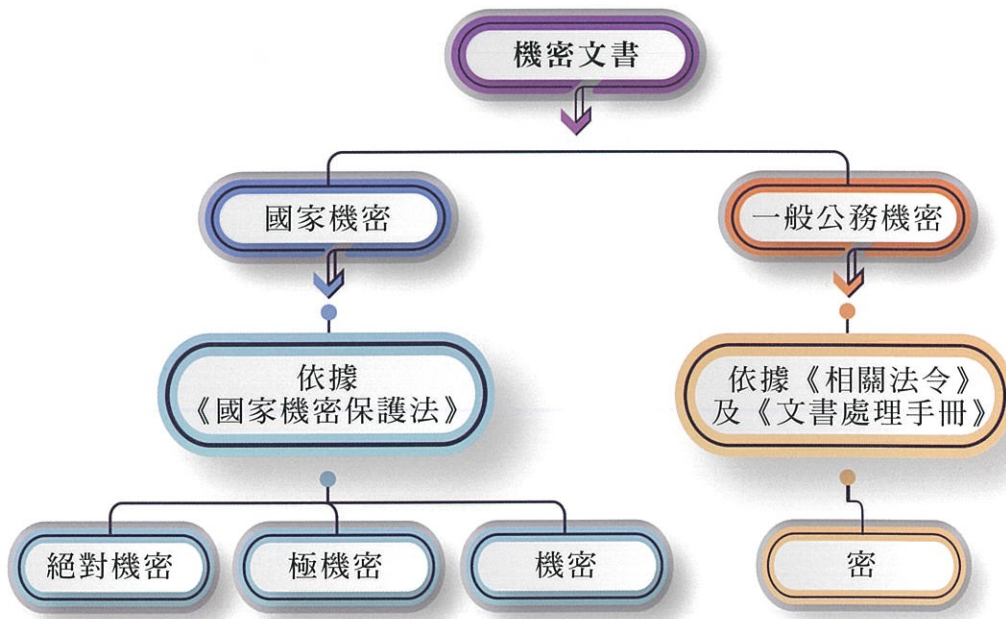 機密文書
國家機密
一般公務機密
依據
《國家機密保護法》
依據《相關法令》
及《文書處理手冊》
絕對機密
極機密
機密
密